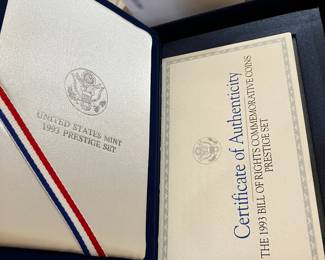 UNITED STATES MINT
1993 PRESTIGE SET
Certificate of Authenticity
THE 1993 BILL OF RIGHTS COMMEMORATIVE COINS
PRESTIGE SET